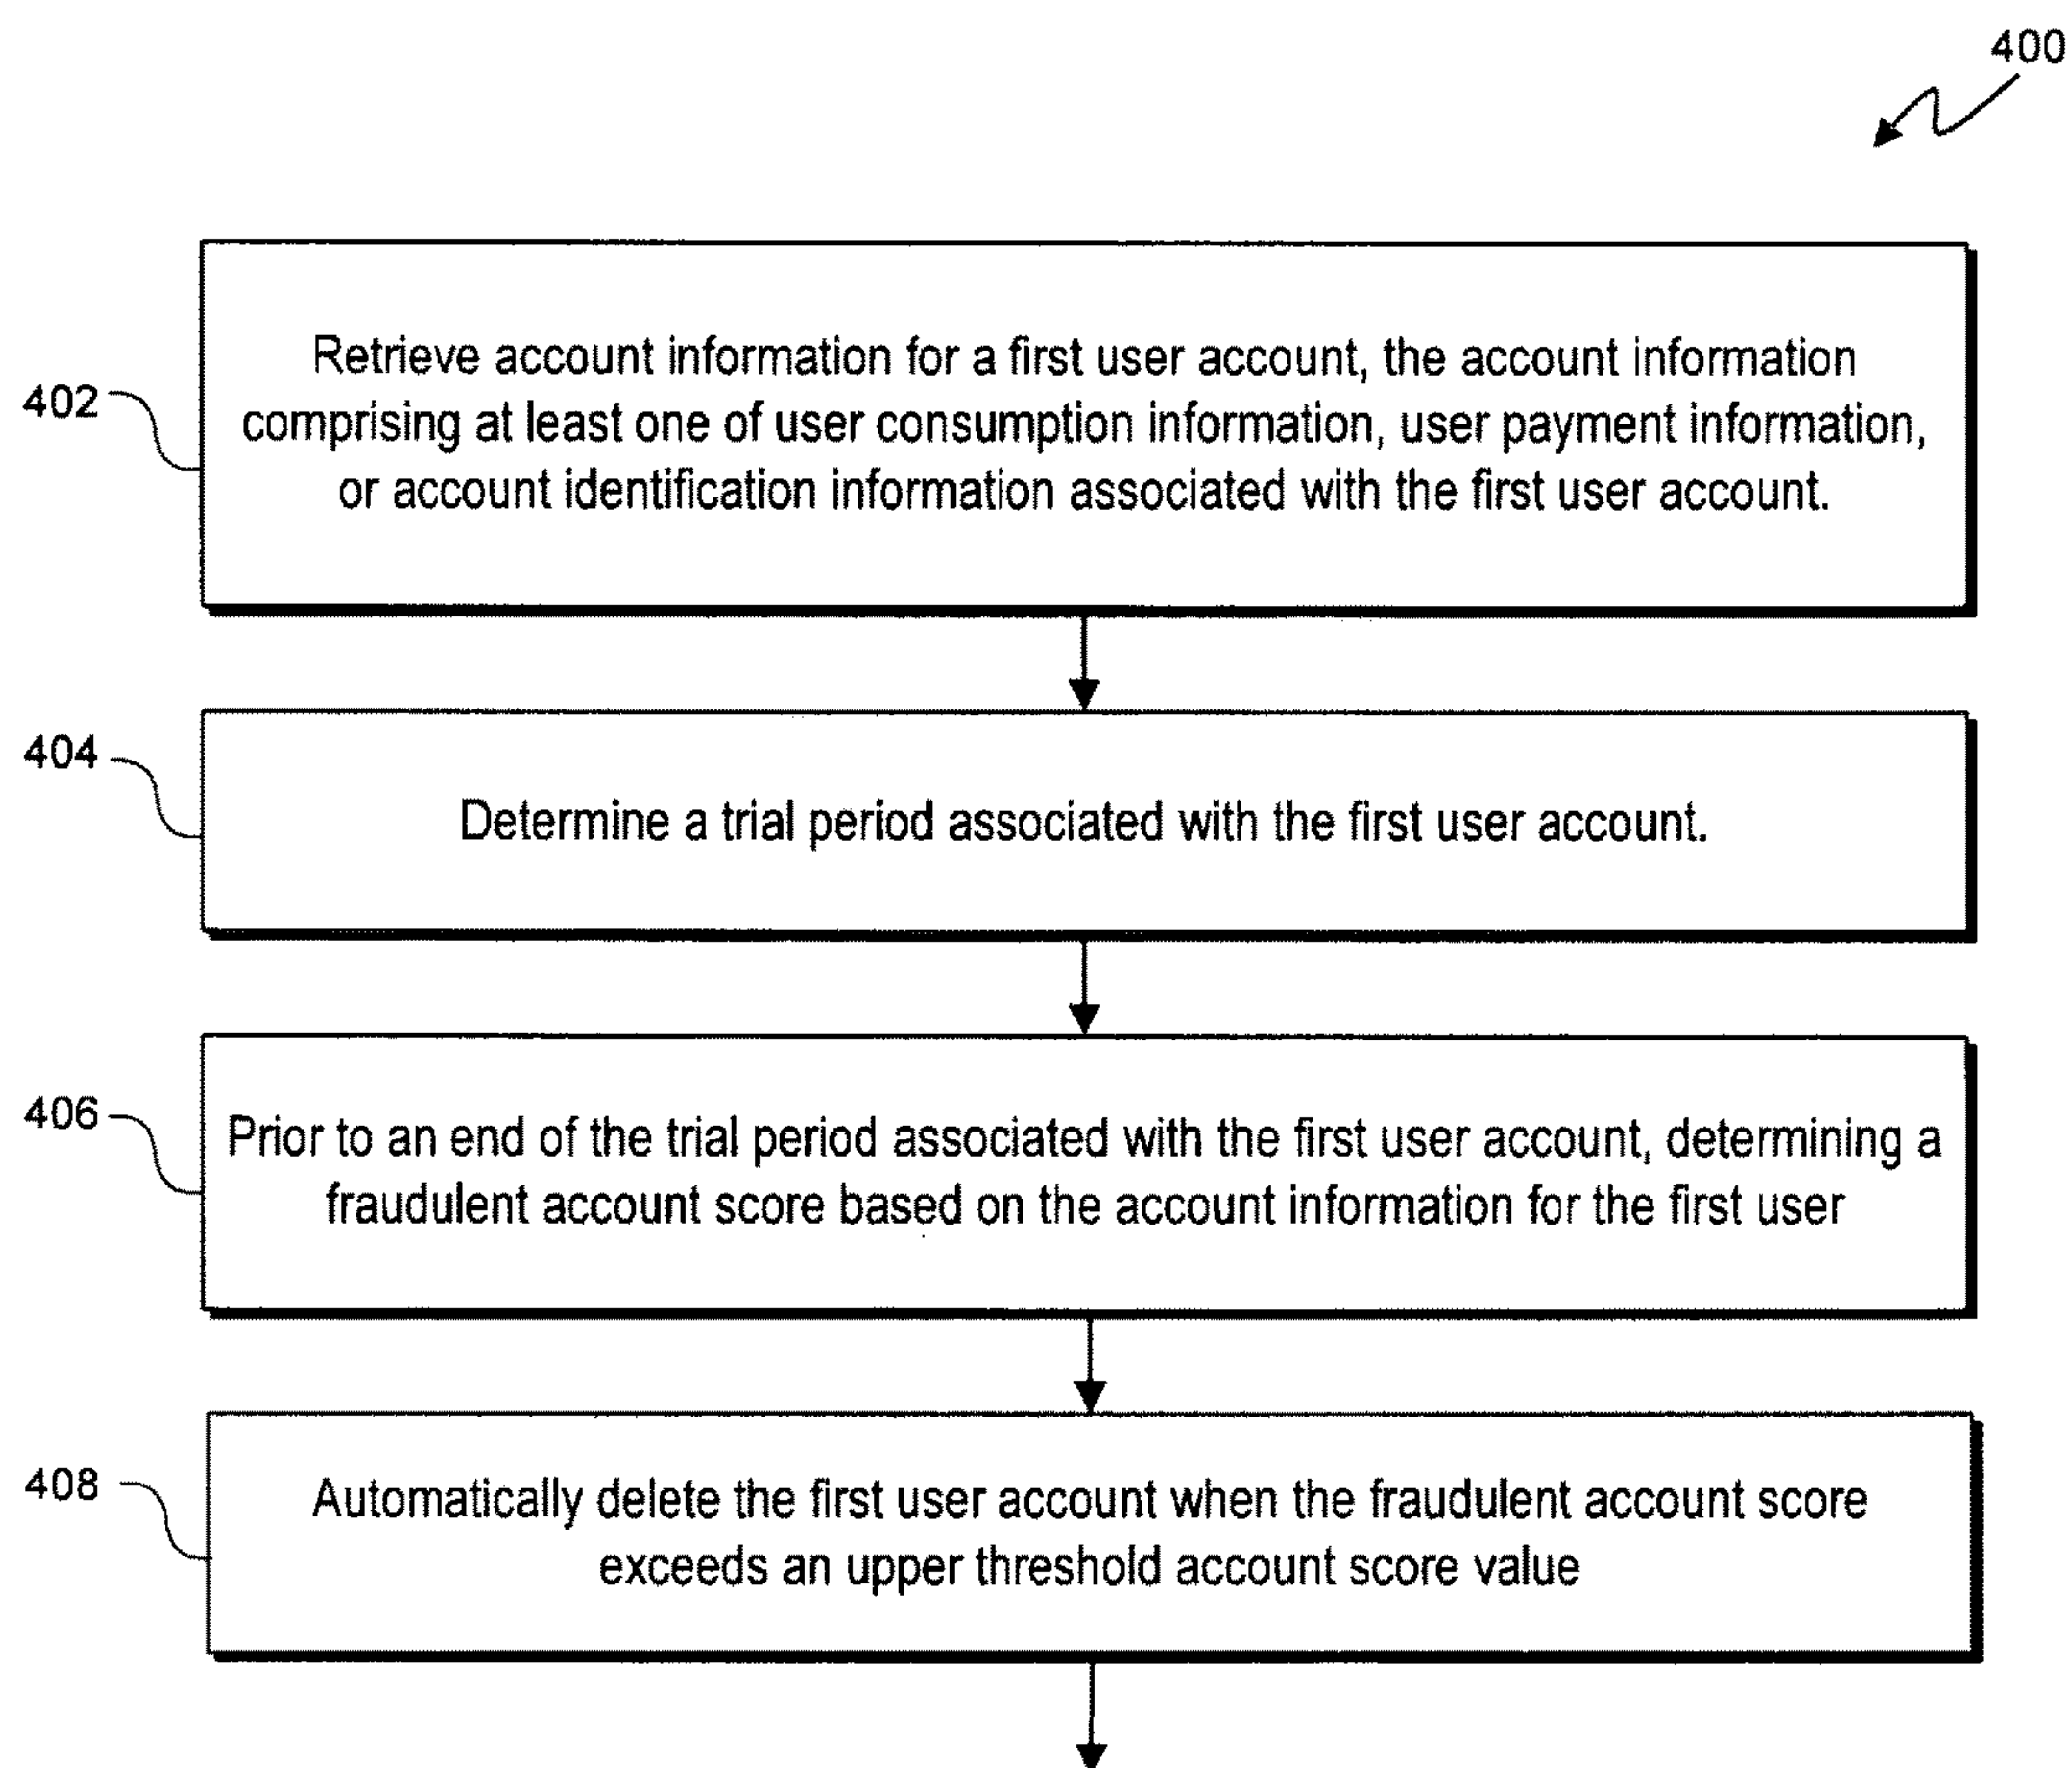 400
Retrieve account information for a first user account, the account information
402
comprising at least one of user consumption information, user payment information,
or account identification information associated with the first user account.
404
Determine a trial period associated with the first user account.
406
Prior to an end of the trial period associated with the first user account, determining a
fraudulent account score based on the account information for the first user
408
Automatically delete the first user account when the fraudulent account score
exceeds an upper threshold account score value